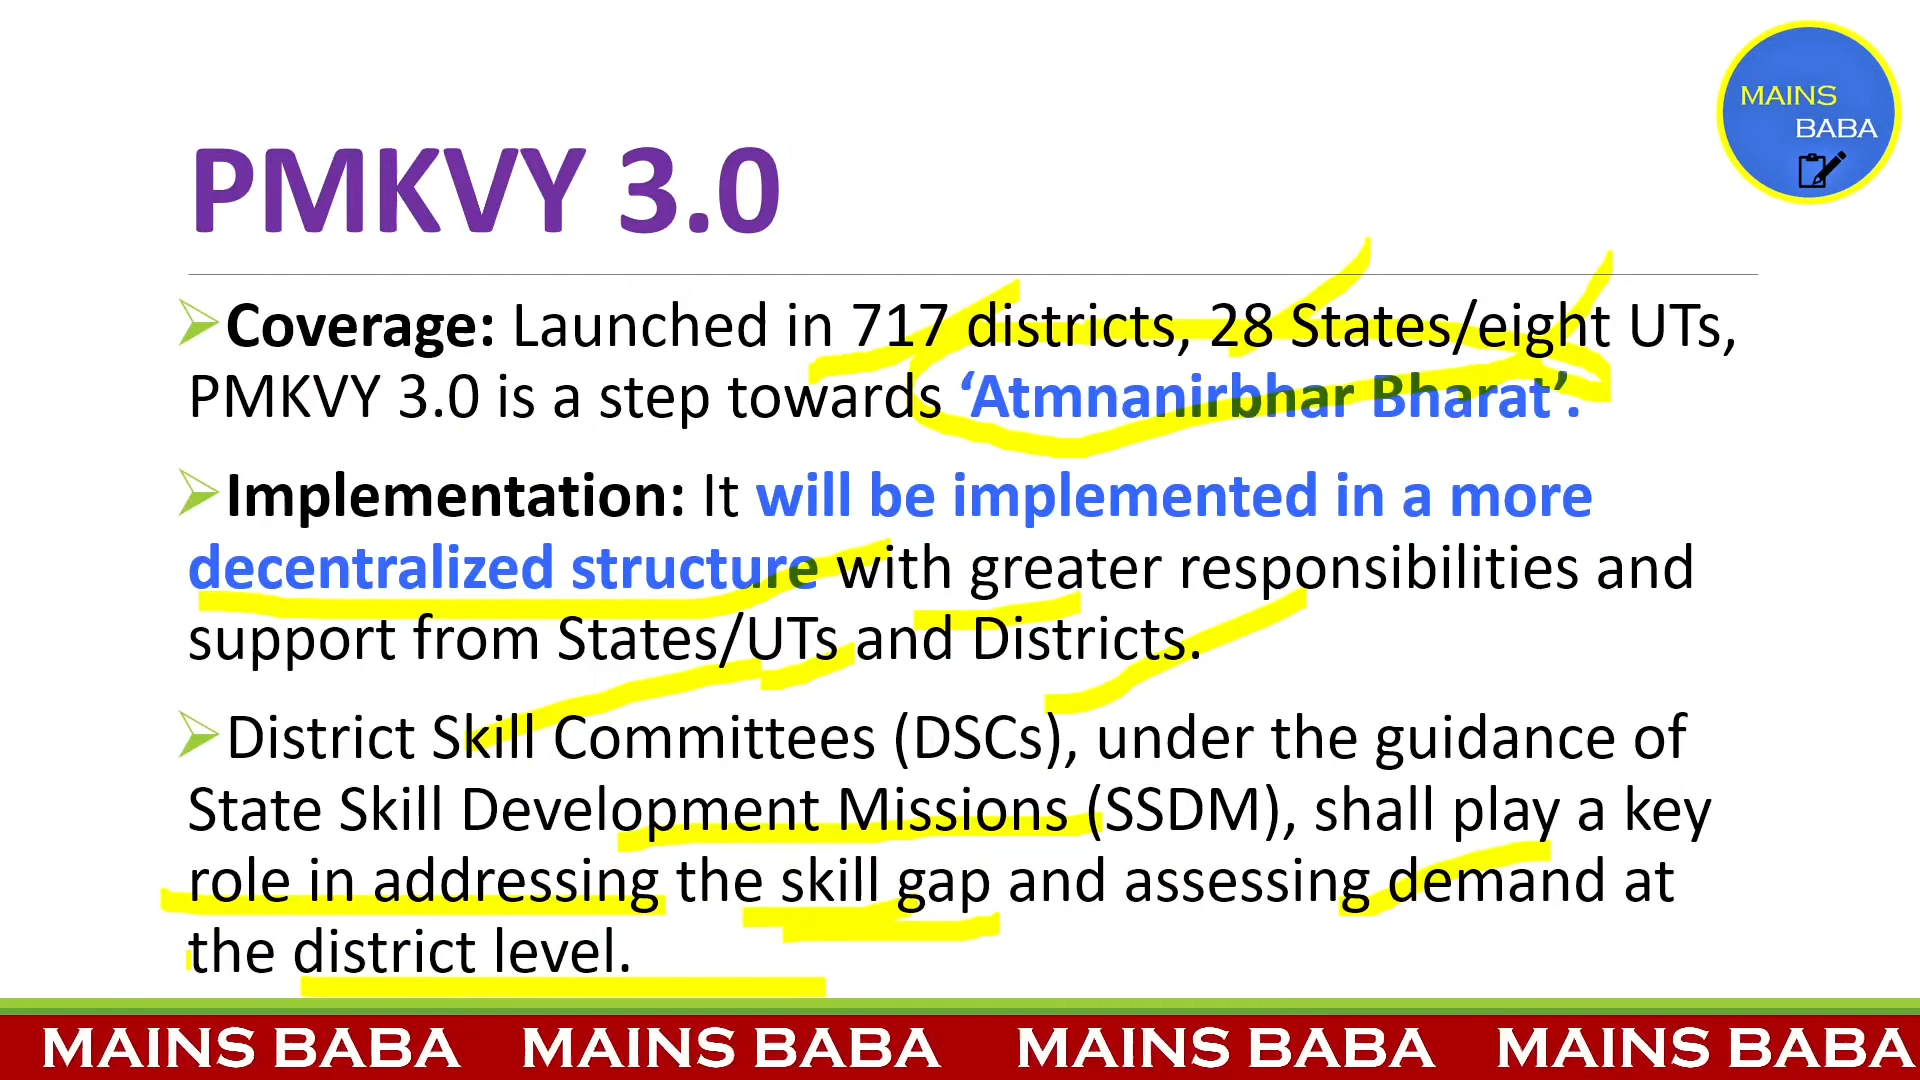 MAINS
BABA
PMKVY 3.0
Coverage: Launched in 717 districts, 28 States/eight UTs,
PMKVY 3.0 is a step towards ‘Atmnanirbhar Bharat’.
Implementation: It will be implemented in a more
decentralized structure with greater responsibilities and
support from States/UTs and Districts.
District Skill Committees (DSCs), under the guidance of
State Skill Development Missions (SSDM), shall play a key
role in addressing the skill gap and assessing demand at
the district level.
MAINS BABA MAINS BABA MAINS BABA MAINS BABA